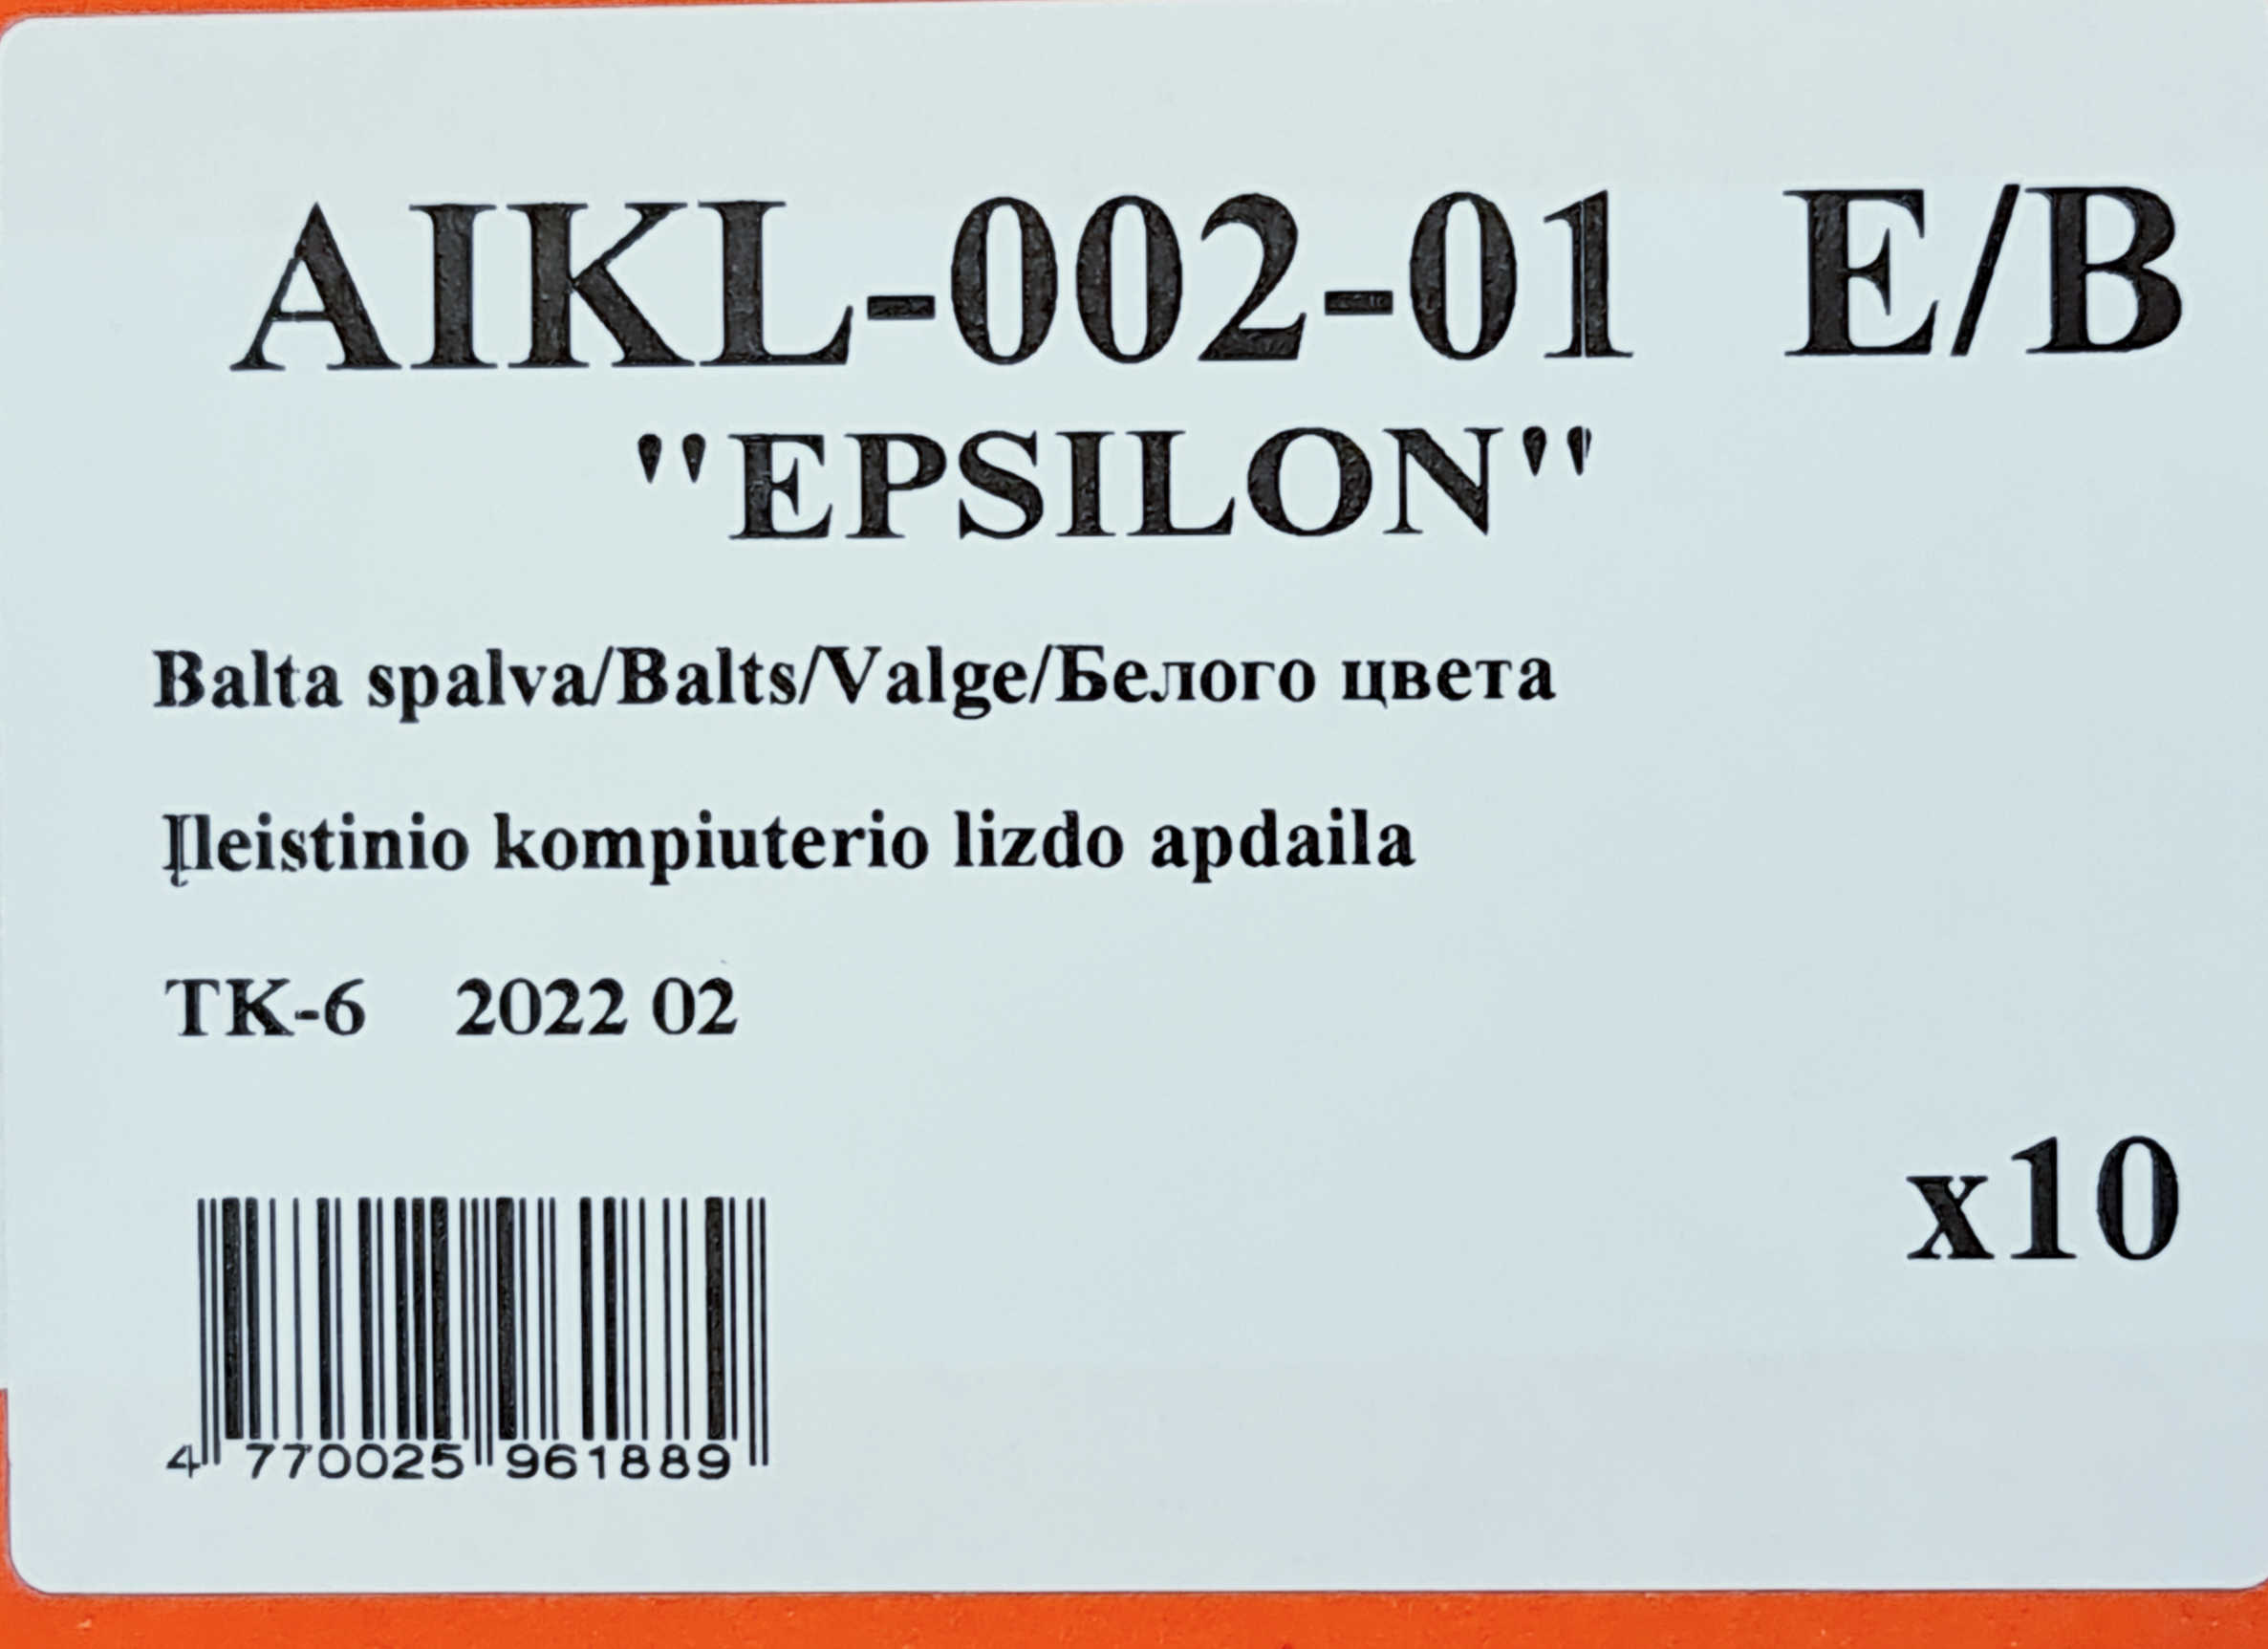 AIKL-002-01 E/B
"EPSILON"
Balta spalva/Balts/Valge/Белого цвета
Įleistinio kompiuterio lizdo apdaila
TK-6 2022 02
x10
4 770025 961889